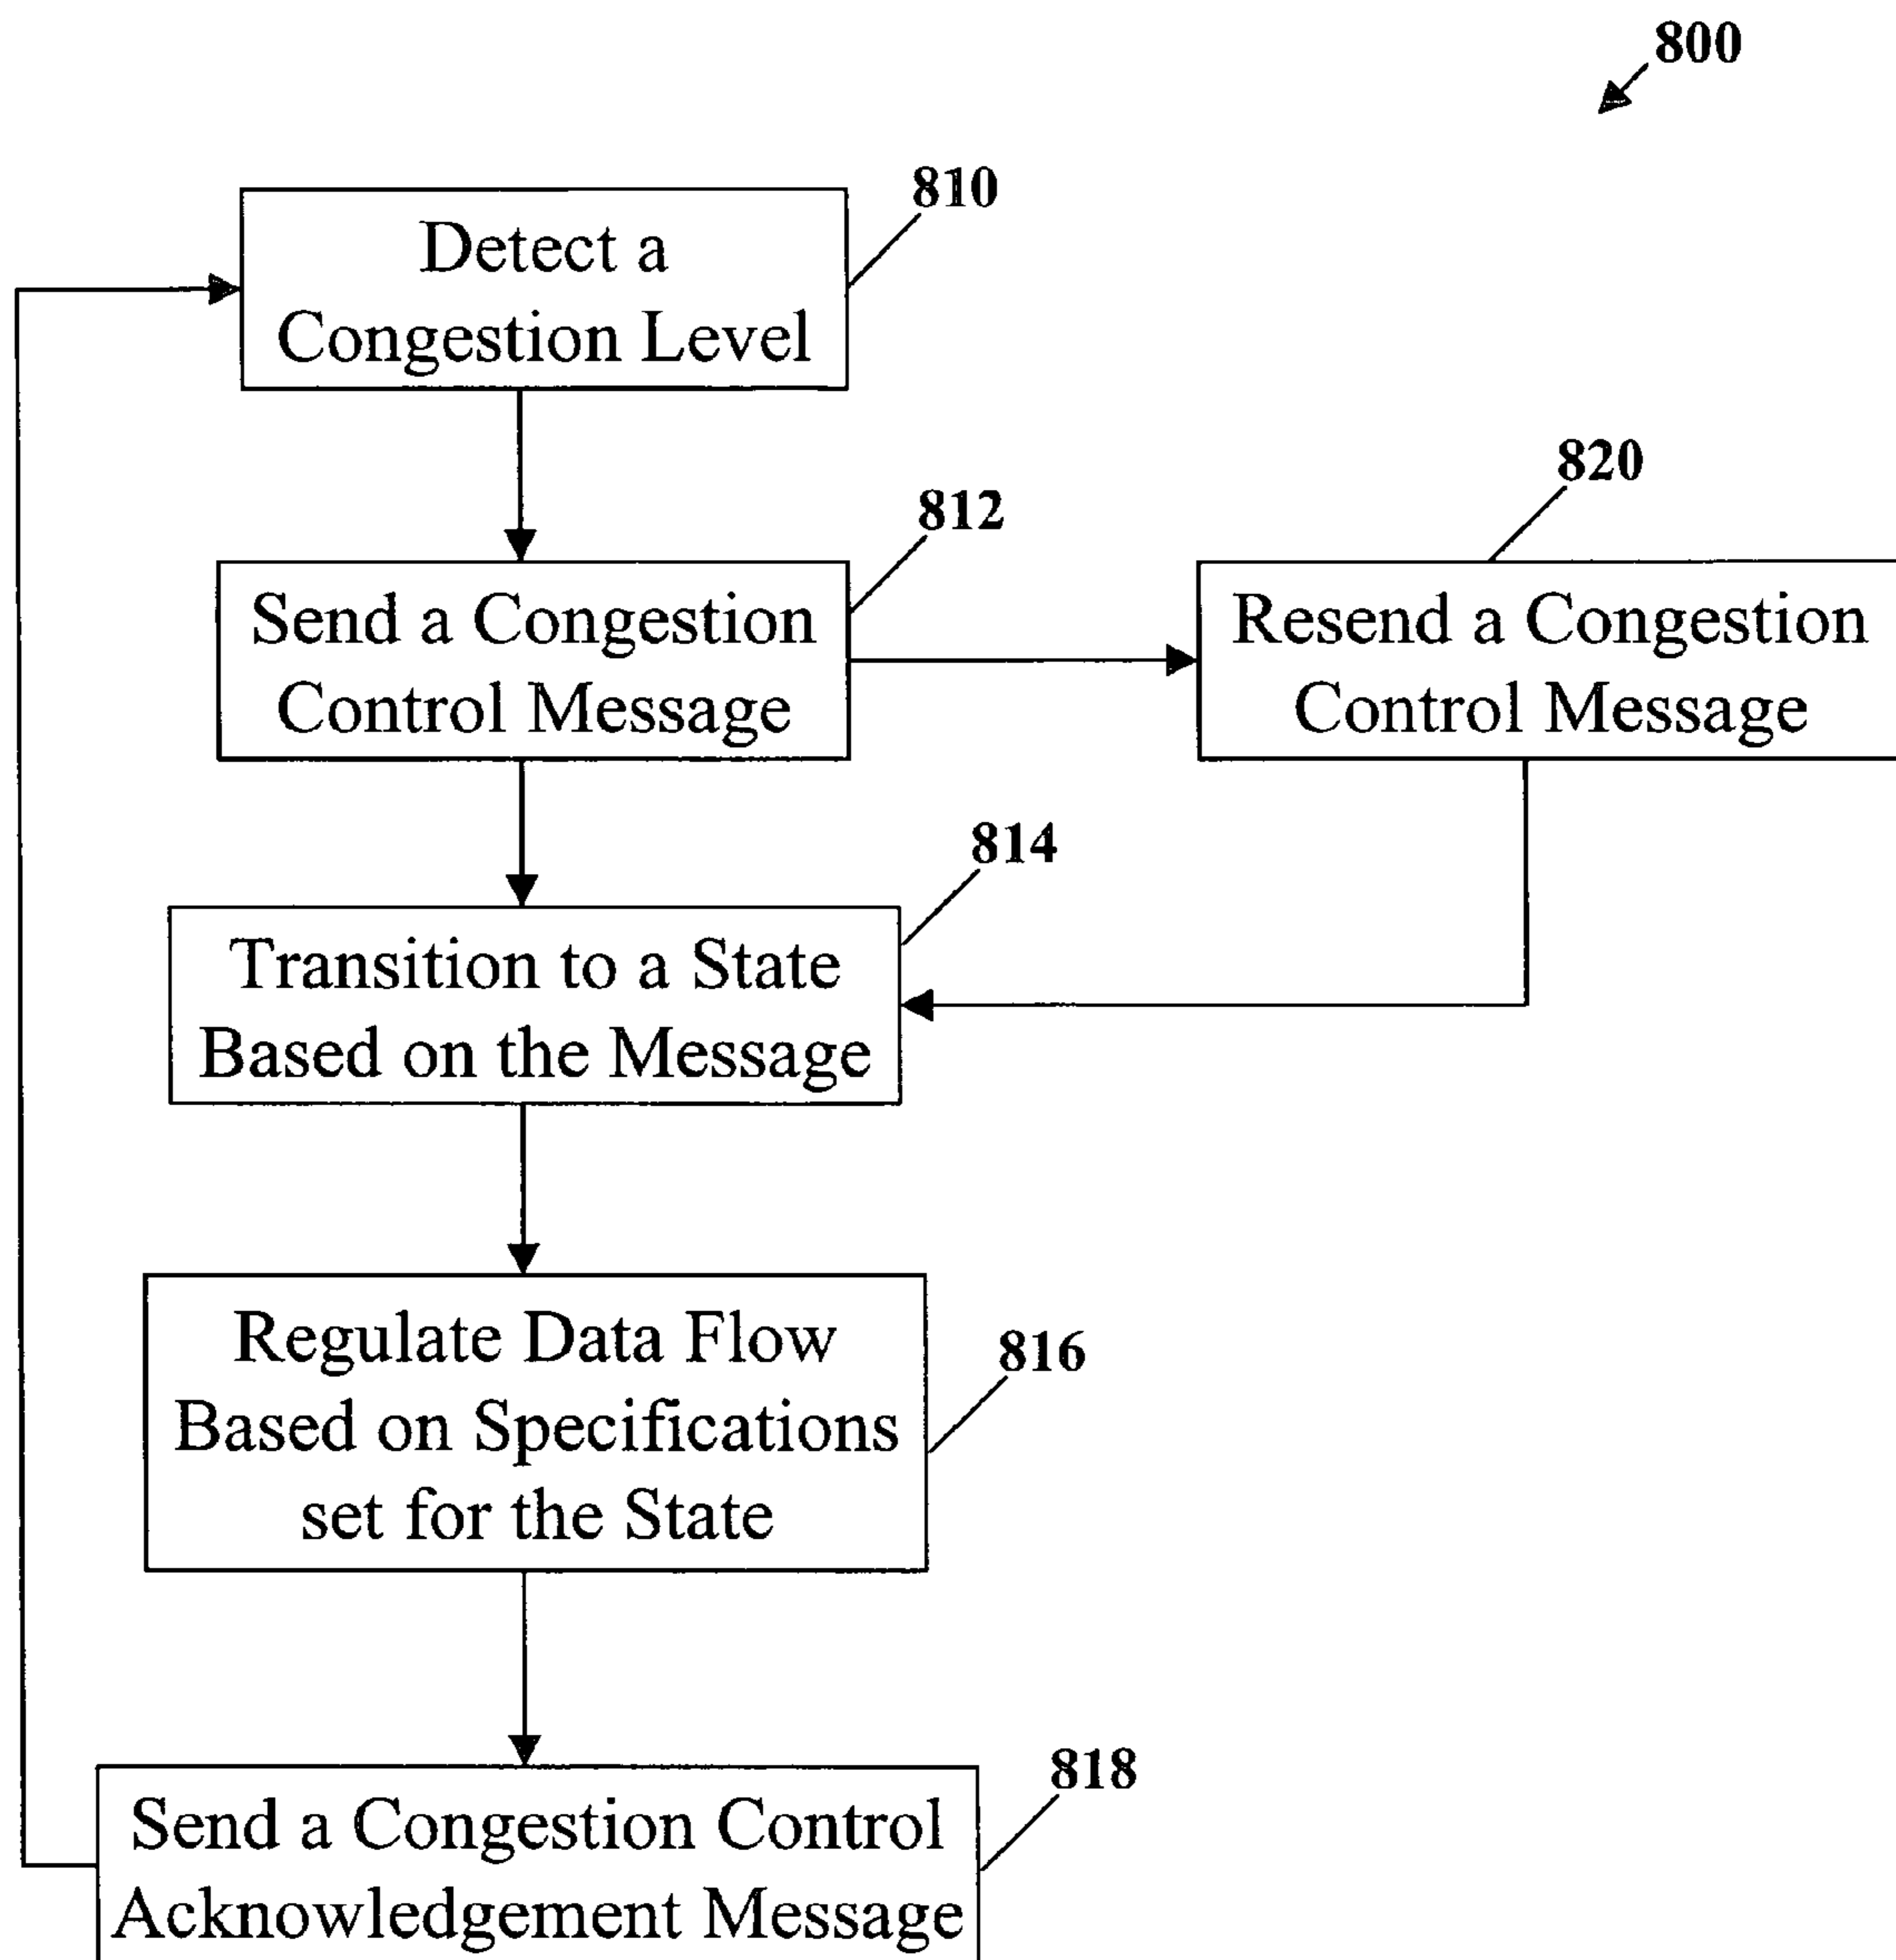 800
810
Detect a
Congestion Level
812
Send a Congestion
Control Message
820
Resend a Congestion
Control Message
814
Transition to a State
Based on the Message
816
Regulate Data Flow
Based on Specifications
set for the State
818
Send a Congestion Control
Acknowledgement Message